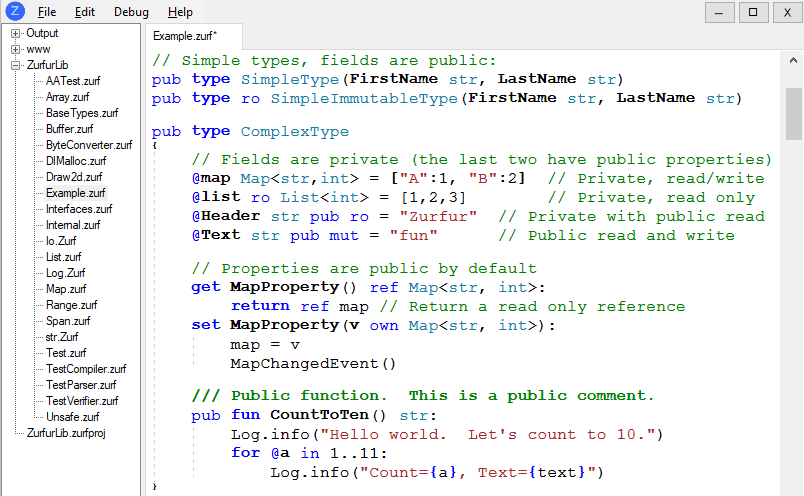 Z File Edit Debug Help
Output
www
ZurfurLib
AATest.zurf
Array.zurf
BaseTypes.zurf
Buffer.zurf
ByteConverter.zurf
DlMalloc.zurf
Draw2d.zurf
Example.zurf
Interfaces.zurf
Internal.zurf
Io.Zurf
List.zurf
Log.Zurf
Map.zurf
Range.zurf
Span.zurf
str.Zurf
Test.zurf
TestCompiler.zurf
TestParser.zurf
TestVerifier.zurf
Unsafe.zurf
ZurfurLib.zurfproj
Example.zurf*
// Simple types, fields are public:
pub type SimpleType(FirstName str, LastName str)
pub type ro SimpleImmutableType(FirstName str, LastName str)
pub type ComplexType
{
// Fields are private (the last two have public properties)
@map Map<str,int> = ["A":1, "B":2] // Private, read/write
@list ro List<int> = [1,2,3] // Private, read only
@Header str pub ro = "Zurfur" // Private with public read
@Text str pub mut = "fun" // Public read and write
// Properties are public by default
get MapProperty() ref Map<str, int>:
return ref map // Return a read only reference
set MapProperty(v own Map<str, int>):
map = v
MapChangedEvent()
/// Public function. This is a public comment.
pub fun CountToTen() str:
Log.info("Hello world. Let's count to 10.")
for @a in 1..11:
Log.info("Count={a}, Text={text}")
}